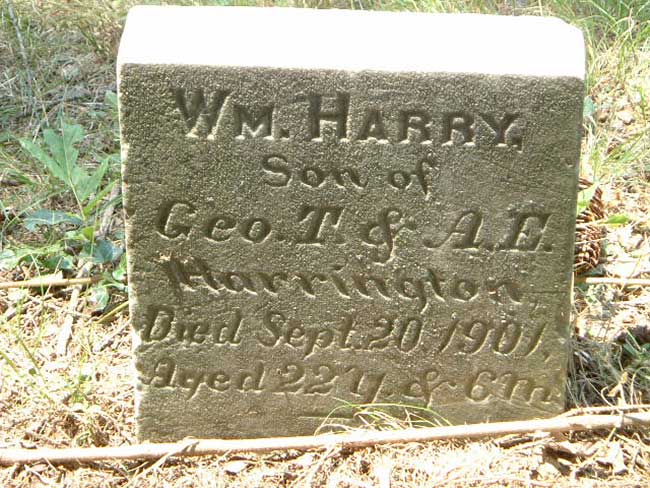 WM. HARRY,
Son of
Geo. T. & A. E.
Harrington,
Died Sept. 20, 1901,
Aged 22 y. & 6 m.